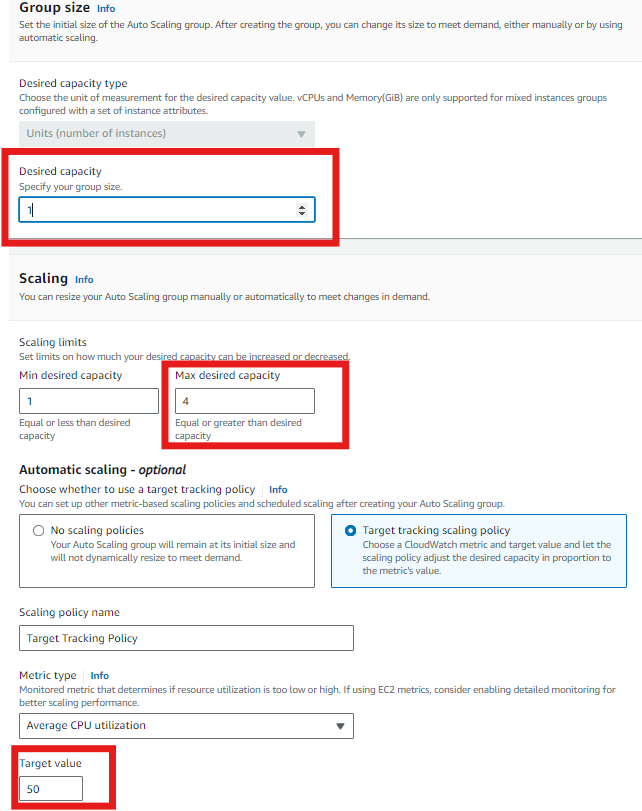 Group size Info
Set the initial size of the Auto Scaling group. After creating the group, you can change its size to meet demand, either manually or by using
automatic scaling.
Desired capacity type
Choose the unit of measurement for the desired capacity value. vCPUs and Memory(GiB) are only supported for mixed instances groups
configured with a set of instance attributes.
Units (number of instances)
Desired capacity
Specify your group size.
1
Scaling Info
You can resize your Auto Scaling group manually or automatically to meet changes in demand.
Scaling limits
Set limits on how much your desired capacity can be increased or decreased.
Min desired capacity
1
Equal or less than desired
capacity
Max desired capacity
4
Equal or greater than desired
capacity
Automatic scaling - optional
Choose whether to use a target tracking policy Info
You can set up other metric-based scaling policies and scheduled scaling after creating your Auto Scaling group.
No scaling policies
Your Auto Scaling group will remain at its initial size and
will not dynamically resize to meet demand.
Target tracking scaling policy
Choose a CloudWatch metric and target value and let the
scaling policy adjust the desired capacity in proportion to
the metric's value.
Scaling policy name
Target Tracking Policy
Metric type Info
Monitored metric that determines if resource utilization is too low or high. If using EC2 metrics, consider enabling detailed monitoring for
better scaling performance.
Average CPU utilization
Target value
50